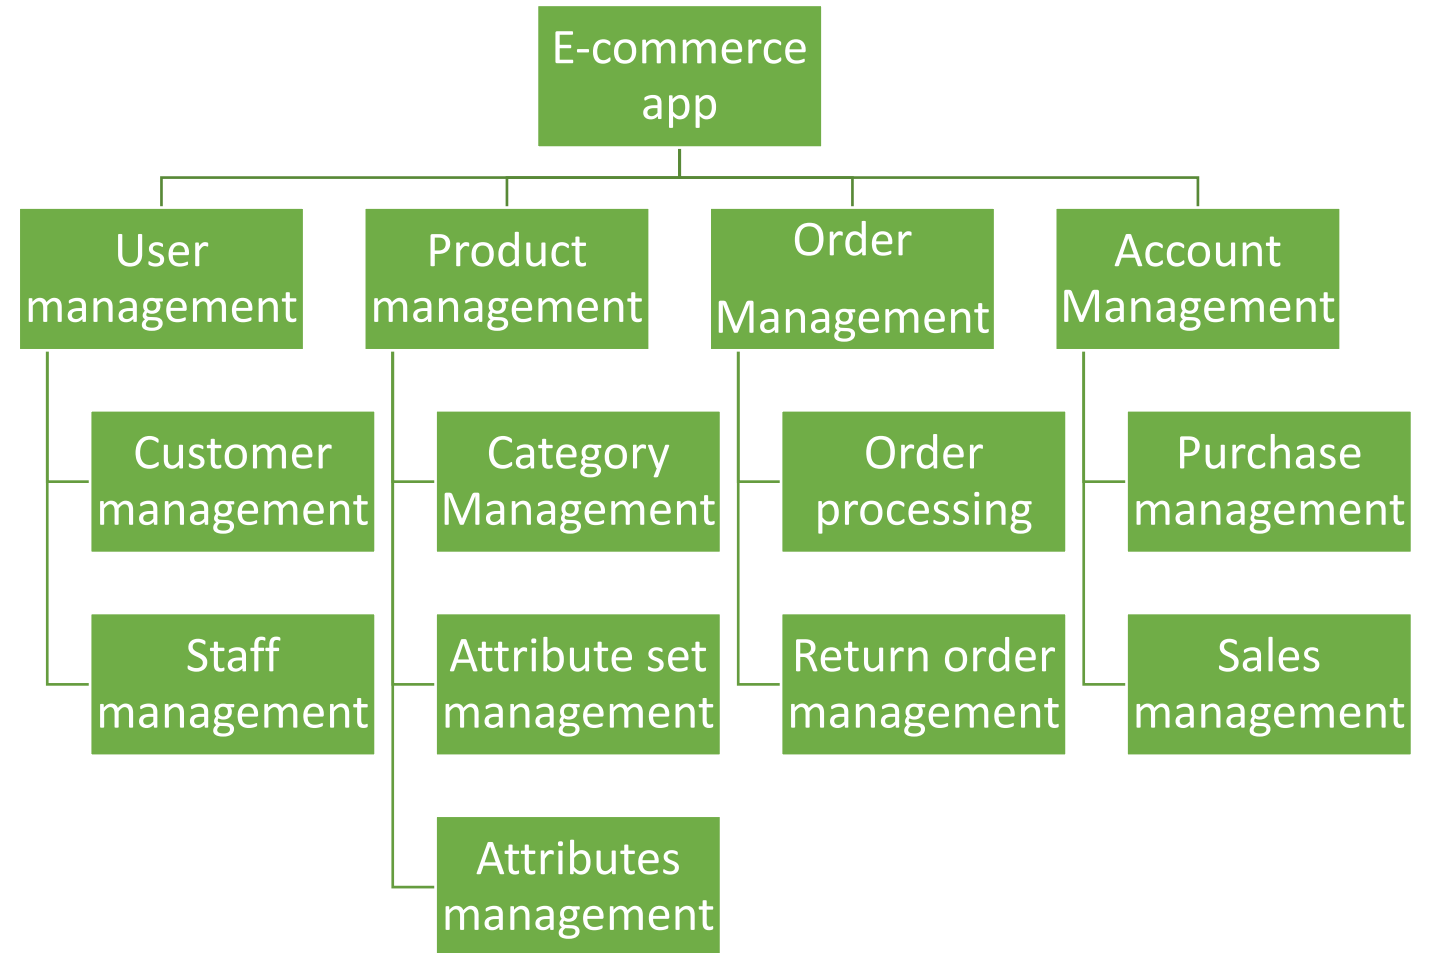 E-commerce
app
User
management
Product
management
Order
Management
Account
Management
Customer
management
Category
Management
Order
processing
Purchase
management
Staff
management
Attribute set
management
Return order
management
Sales
management
Attributes
management